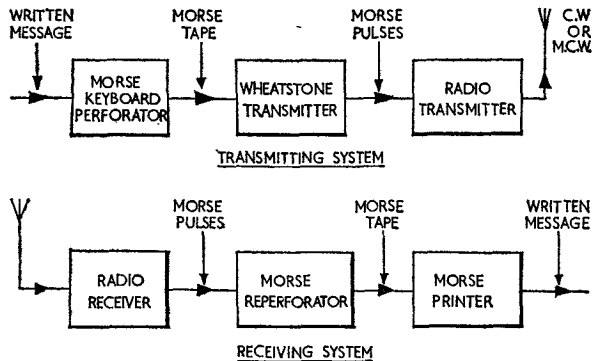 WRITTEN
MESSAGE
MORSE
TAPE
MORSE
PULSES
C.W.
OR
M.C.W.
MORSE
KEYBOARD
PERFORATOR
WHEATSTONE
TRANSMITTER
RADIO
TRANSMITTER
TRANSMITTING SYSTEM
MORSE
PULSES
MORSE
TAPE
WRITTEN
MESSAGE
RADIO
RECEIVER
MORSE
REPERFORATOR
MORSE
PRINTER
RECEIVING SYSTEM